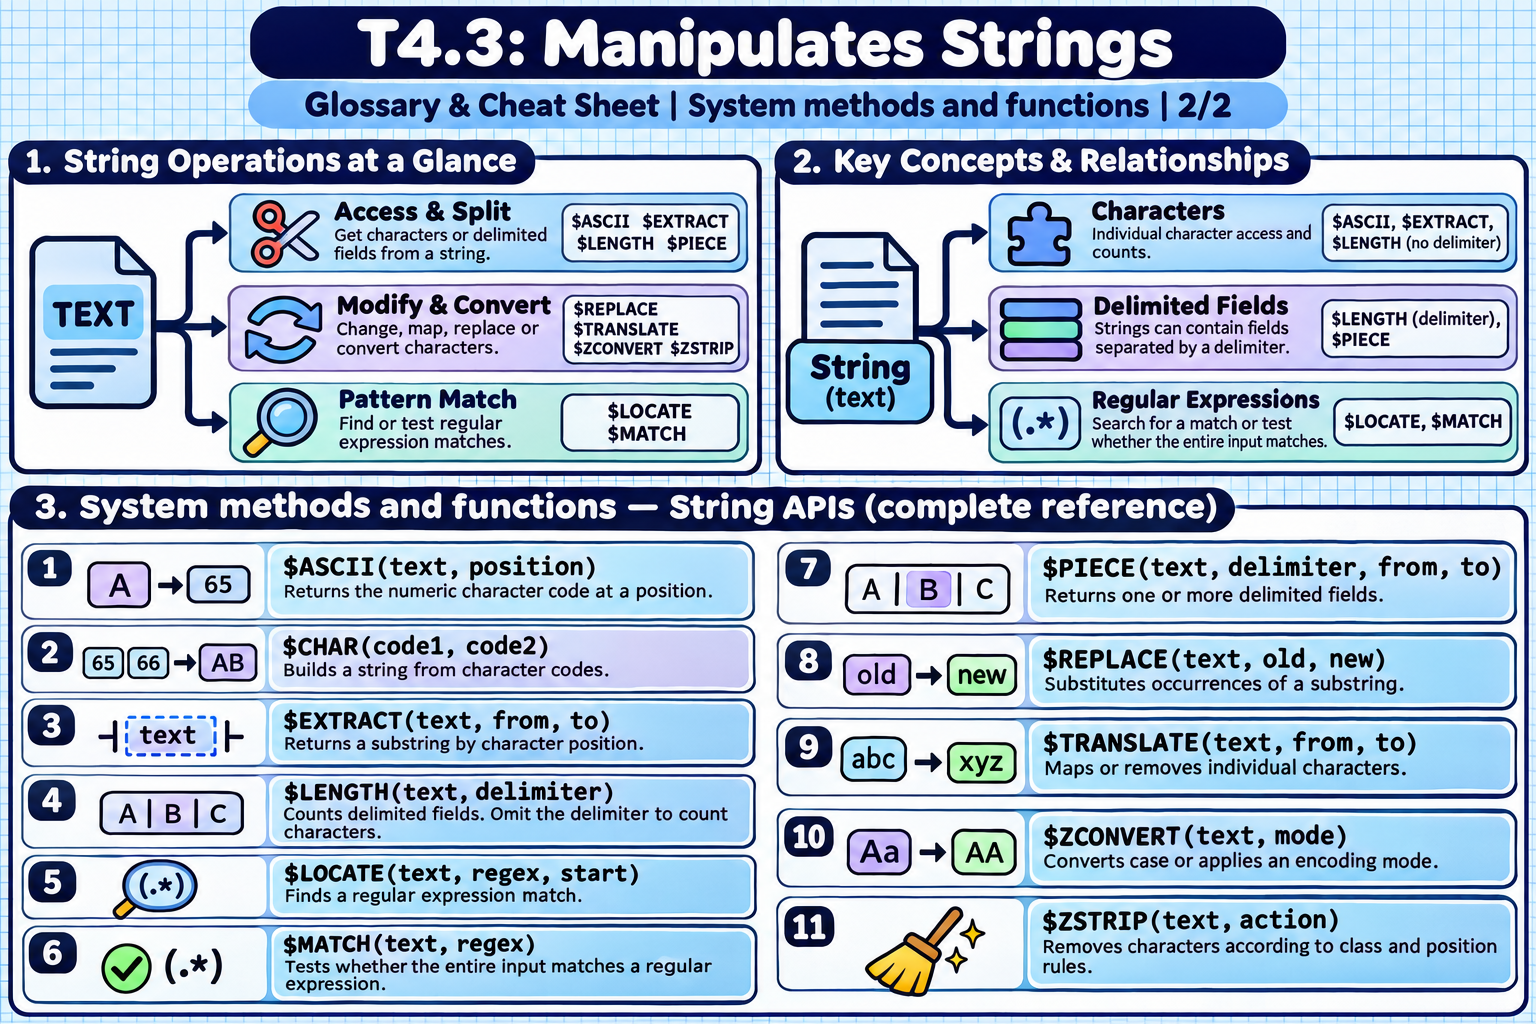 T4.3: Manipulates Strings
Glossary & Cheat Sheet | System methods and functions | 2/2
1. String Operations at a Glance
TEXT
Access & Split
Get characters or delimited
fields from a string.
$ASCII $EXTRACT
$LENGTH $PIECE
Modify & Convert
Change, map, replace or
convert characters.
$REPLACE
$TRANSLATE
$ZCONVERT $ZSTRIP
Pattern Match
Find or test regular
expression matches.
$LOCATE
$MATCH
2. Key Concepts & Relationships
String
(text)
Characters
Individual character access and
counts.
$ASCII, $EXTRACT,
$LENGTH (no delimiter)
Delimited Fields
Strings can contain fields
separated by a delimiter.
$LENGTH (delimiter),
$PIECE
(.*)
Regular Expressions
Search for a match or test
whether the entire input matches.
$LOCATE, $MATCH
3. System methods and functions — String APIs (complete reference)
1
A → 65
$ASCII(text, position)
Returns the numeric character code at a position.
2
65 66 → AB
$CHAR(code1, code2)
Builds a string from character codes.
3
text
$EXTRACT(text, from, to)
Returns a substring by character position.
4
A | B | C
$LENGTH(text, delimiter)
Counts delimited fields. Omit the delimiter to count
characters.
5
(.*)
$LOCATE(text, regex, start)
Finds a regular expression match.
6
(.*)
$MATCH(text, regex)
Tests whether the entire input matches a regular
expression.
7
A | B | C
$PIECE(text, delimiter, from, to)
Returns one or more delimited fields.
8
old → new
$REPLACE(text, old, new)
Substitutes occurrences of a substring.
9
abc → xyz
$TRANSLATE(text, from, to)
Maps or removes individual characters.
10
Aa → AA
$ZCONVERT(text, mode)
Converts case or applies an encoding mode.
11
$ZSTRIP(text, action)
Removes characters according to class and position
rules.